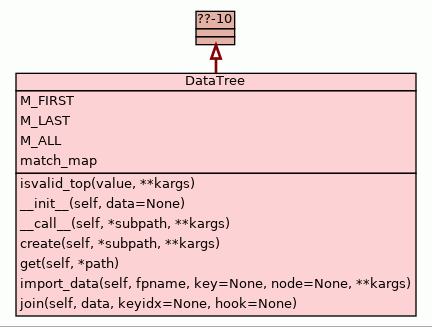 ??-10
DataTree
M_FIRST
M_LAST
M_ALL
match_map
isvalid_top(value, **kargs)
__init__(self, data=None)
__call__(self, *subpath, **kargs)
create(self, *subpath, **kargs)
get(self, *path)
import_data(self, fpname, key=None, node=None, **kargs)
join(self, data, keyidx=None, hook=None)